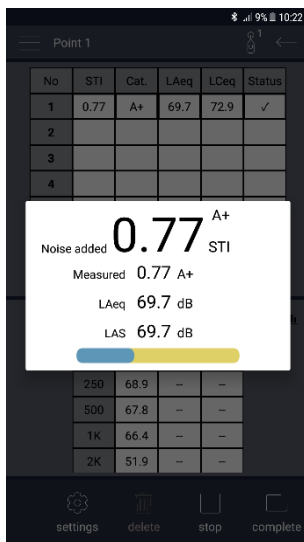 9% 10:22
Point 1
1
No STI Cat. LAeq LCeq Status
1 0.77 A+ 69.7 72.9 ✓
2
3
4
A+
Noise added 0.77 STI
Measured 0.77 A+
LAeq 69.7 dB
LAS 69.7 dB
250 68.9 -- --
500 67.8 -- --
1K 66.4 -- --
2K 51.9 -- --
settings delete stop complete